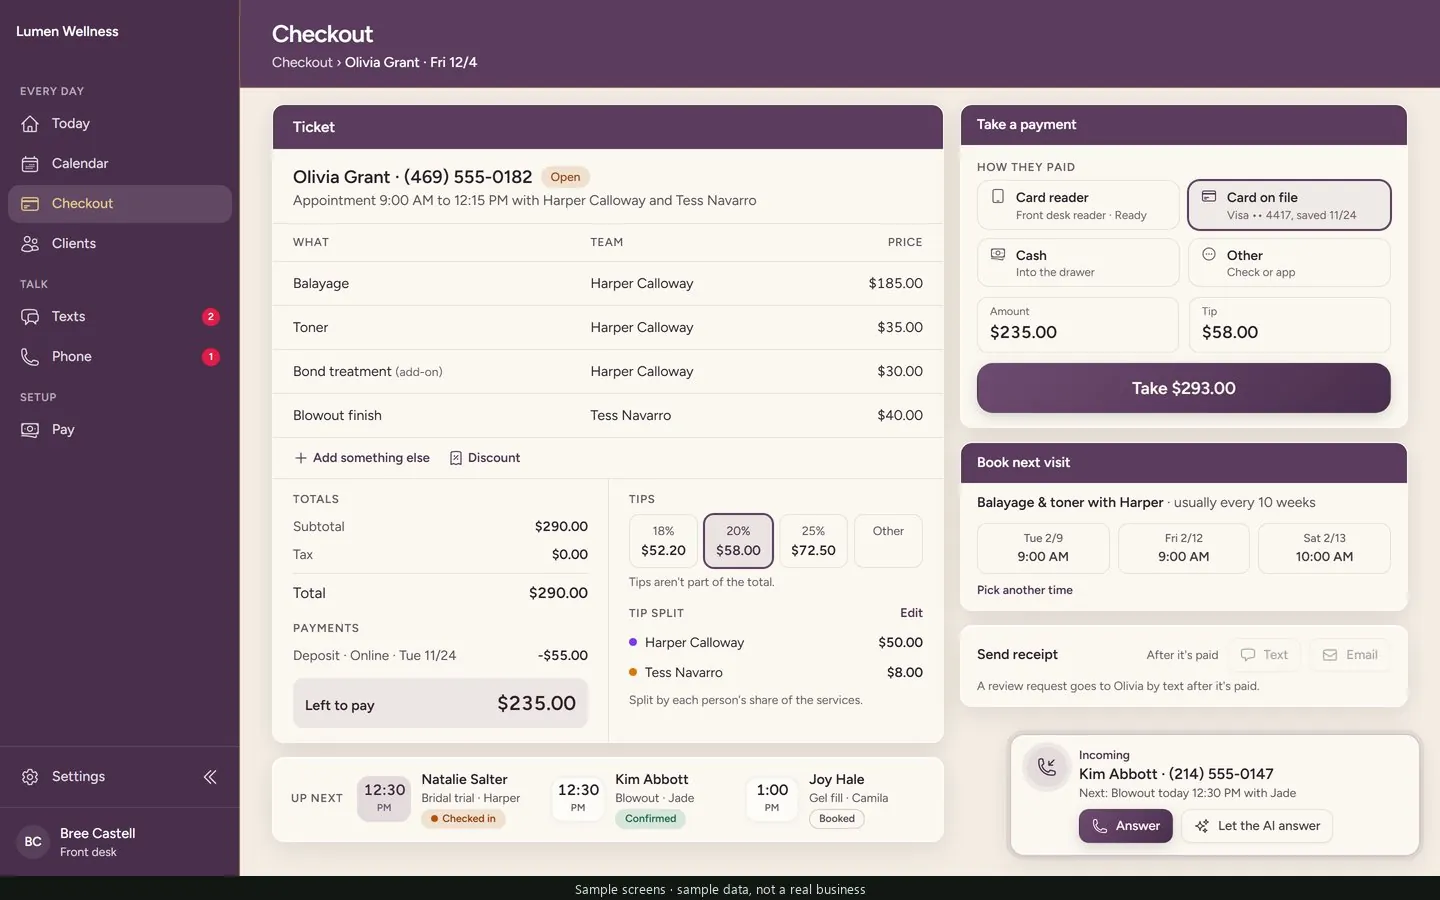 Lumen Wellness
EVERY DAY
Today
Calendar
Checkout
Clients
TALK
Texts 2
Phone 1
SETUP
Pay
Settings
BC
Bree Castell
Front desk
Checkout
Checkout › Olivia Grant · Fri 12/4
Ticket
Olivia Grant · (469) 555-0182 Open
Appointment 9:00 AM to 12:15 PM with Harper Calloway and Tess Navarro
WHAT TEAM PRICE
Balayage Harper Calloway $185.00
Toner Harper Calloway $35.00
Bond treatment (add-on) Harper Calloway $30.00
Blowout finish Tess Navarro $40.00
Add something else Discount
TOTALS
Subtotal $290.00
Tax $0.00
Total $290.00
PAYMENTS
Deposit · Online · Tue 11/24 -$55.00
Left to pay $235.00
TIPS
18% 20% 25% Other
$52.20 $58.00 $72.50
Tips aren't part of the total.
TIP SPLIT Edit
Harper Calloway $50.00
Tess Navarro $8.00
Split by each person's share of the services.
UP NEXT
12:30 PM
Natalie Salter
Bridal trial · Harper
Checked in
12:30 PM
Kim Abbott
Blowout · Jade
Confirmed
1:00 PM
Joy Hale
Gel fill · Camila
Booked
Take a payment
HOW THEY PAID
Card reader
Front desk reader · Ready
Card on file
Visa •• 4417, saved 11/24
Cash
Into the drawer
Other
Check or app
Amount
$235.00
Tip
$58.00
Take $293.00
Book next visit
Balayage & toner with Harper · usually every 10 weeks
Tue 2/9 Fri 2/12 Sat 2/13
9:00 AM 9:00 AM 10:00 AM
Pick another time
Send receipt After it's paid Text Email
A review request goes to Olivia by text after it's paid.
Incoming
Kim Abbott · (214) 555-0147
Next: Blowout today 12:30 PM with Jade
Answer Let the AI answer
Sample screens · sample data, not a real business